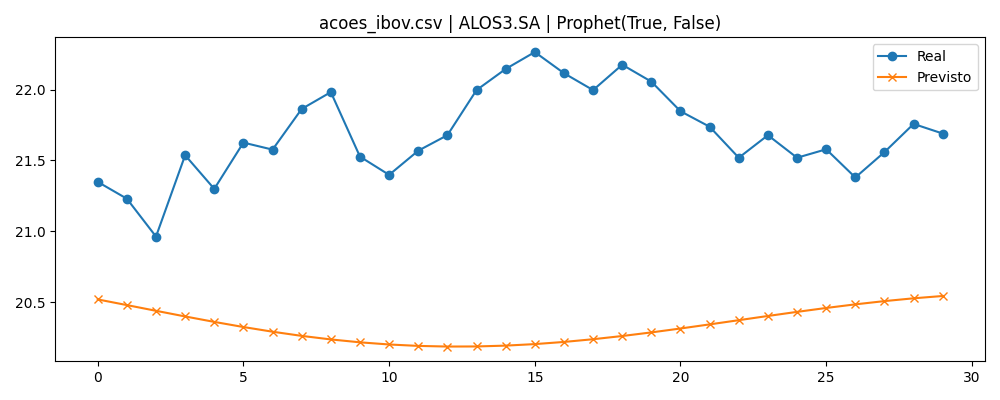 acoes_ibov.csv | ALOS3.SA | Prophet(True, False)
Real
Previsto
22.0
21.5
21.0
20.5
0 5 10 15 20 25 30